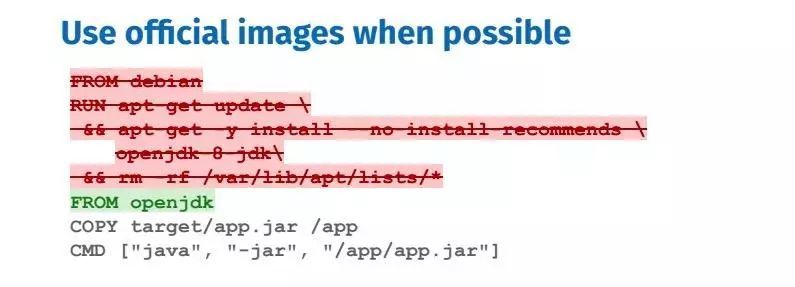 Use official images when possible
FROM debian
RUN apt-get update \
&& apt-get -y install --no-install-recommends \
openjdk-8-jdk\
&& rm -rf /var/lib/apt/lists/*
FROM openjdk
COPY target/app.jar /app
CMD ["java", "-jar", "/app/app.jar"]